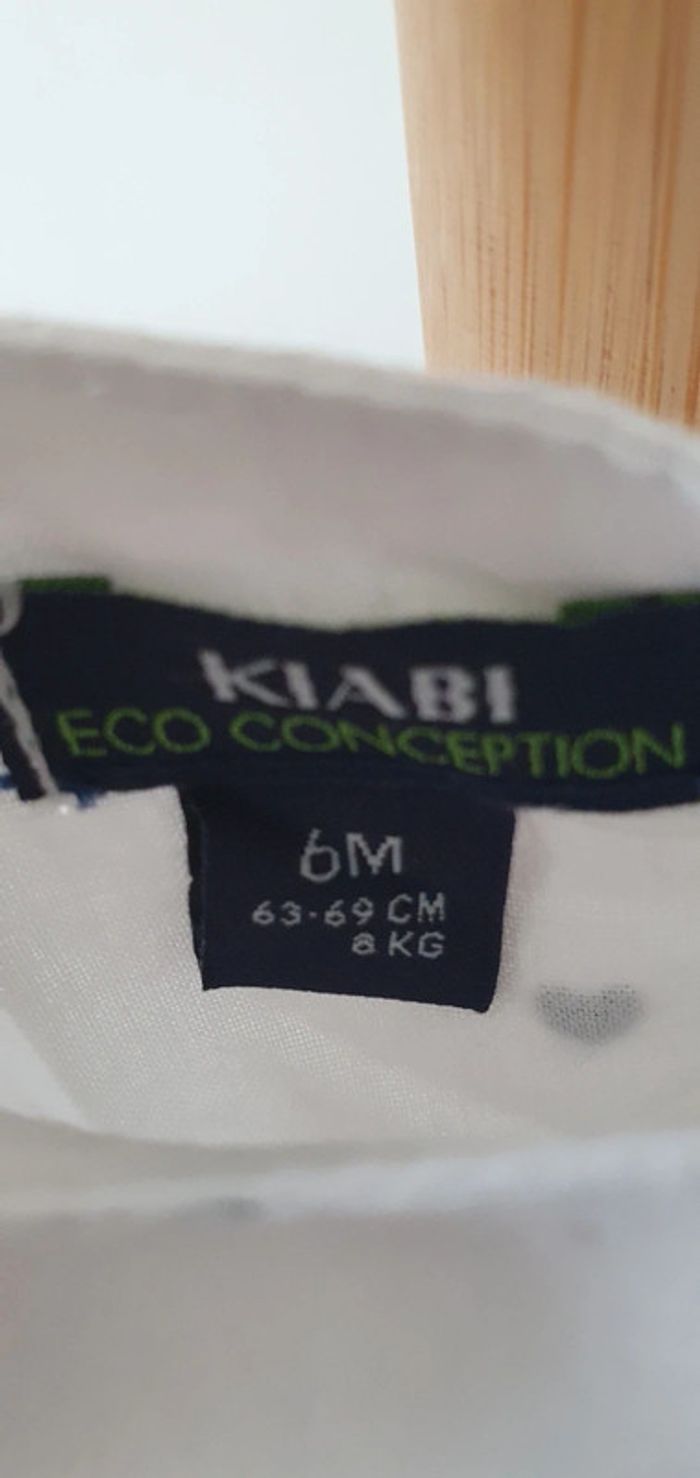 KIABI
ECO CONCEPTION
6M
63-69 CM
8 KG